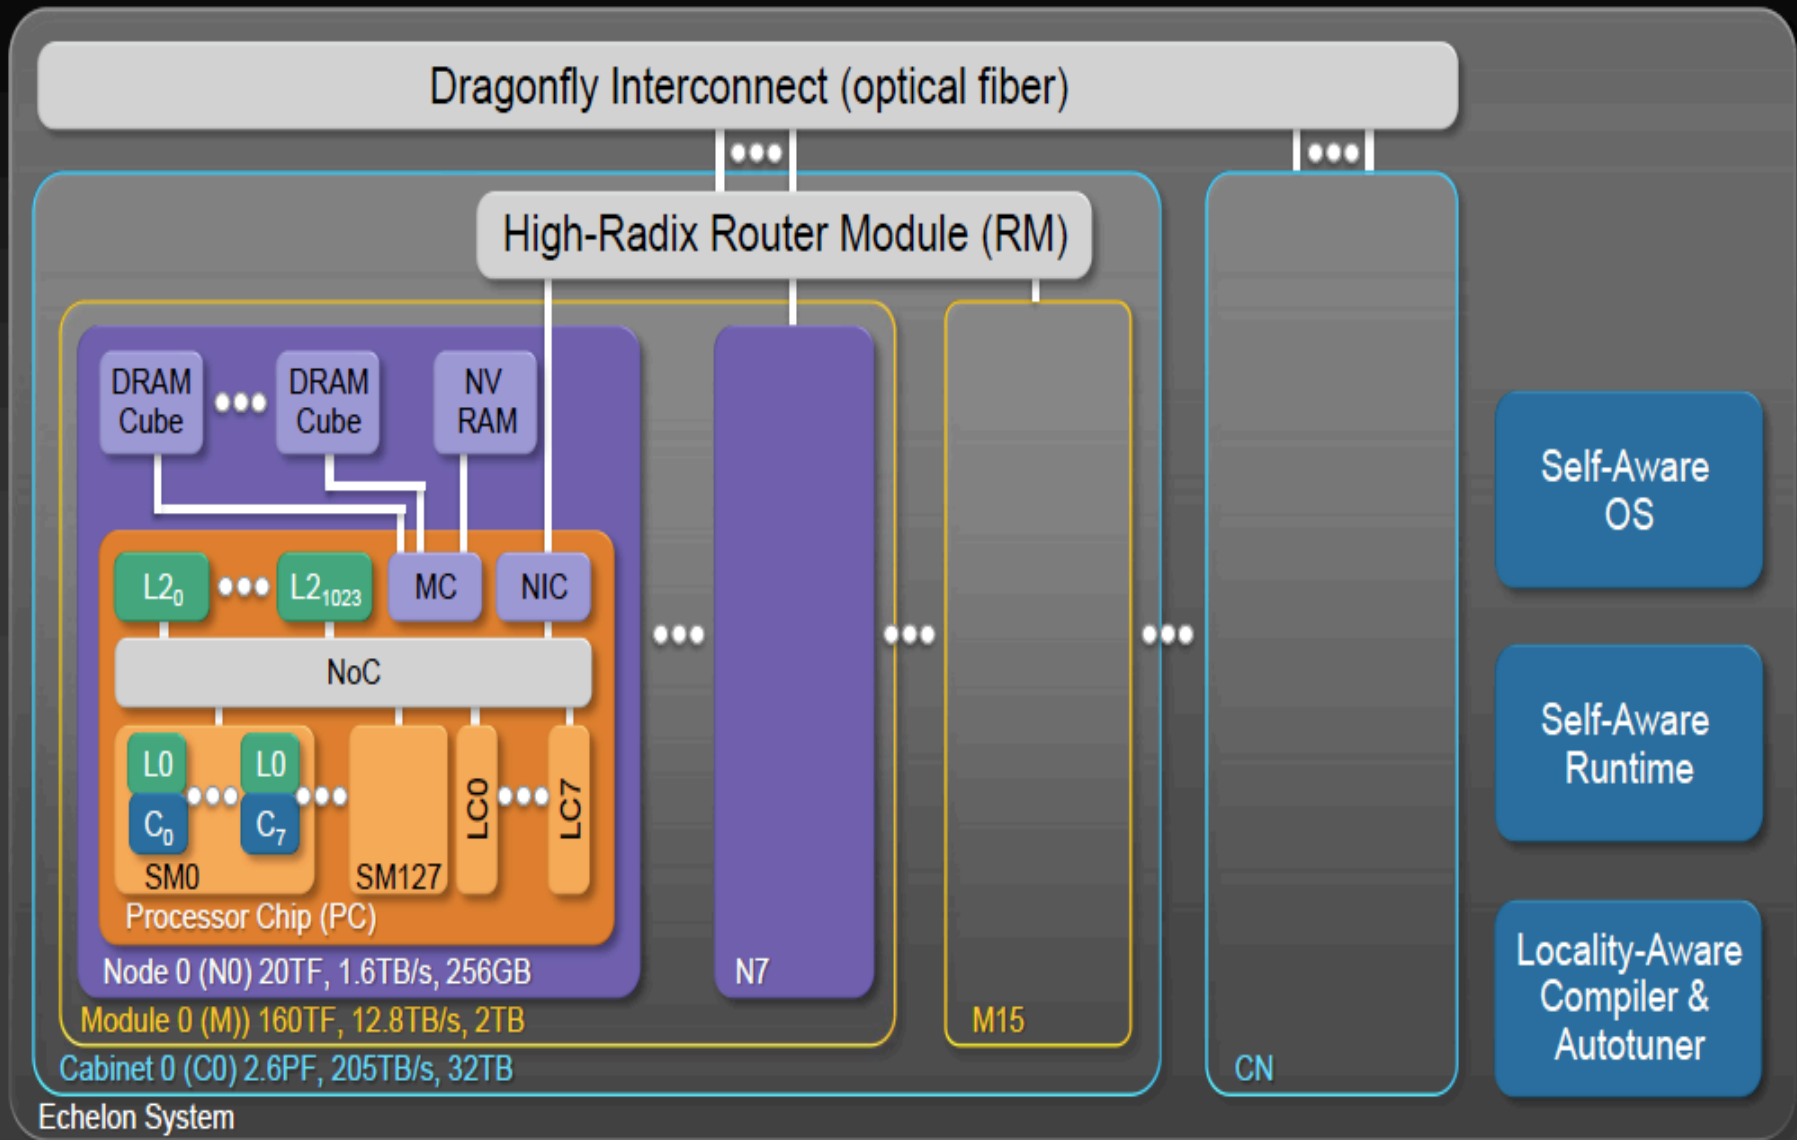 Dragonfly Interconnect (optical fiber)
High-Radix Router Module (RM)
DRAM
Cube
DRAM
Cube
NV
RAM
L2₀
L2₁₀₂₃
MC
NIC
NoC
L0
C₀
L0
C₇
SM0
SM127
LC0
LC7
Processor Chip (PC)
Node 0 (N0) 20TF, 1.6TB/s, 256GB
N7
Module 0 (M)) 160TF, 12.8TB/s, 2TB
M15
Cabinet 0 (C0) 2.6PF, 205TB/s, 32TB
CN
Echelon System
Self-Aware
OS
Self-Aware
Runtime
Locality-Aware
Compiler &
Autotuner